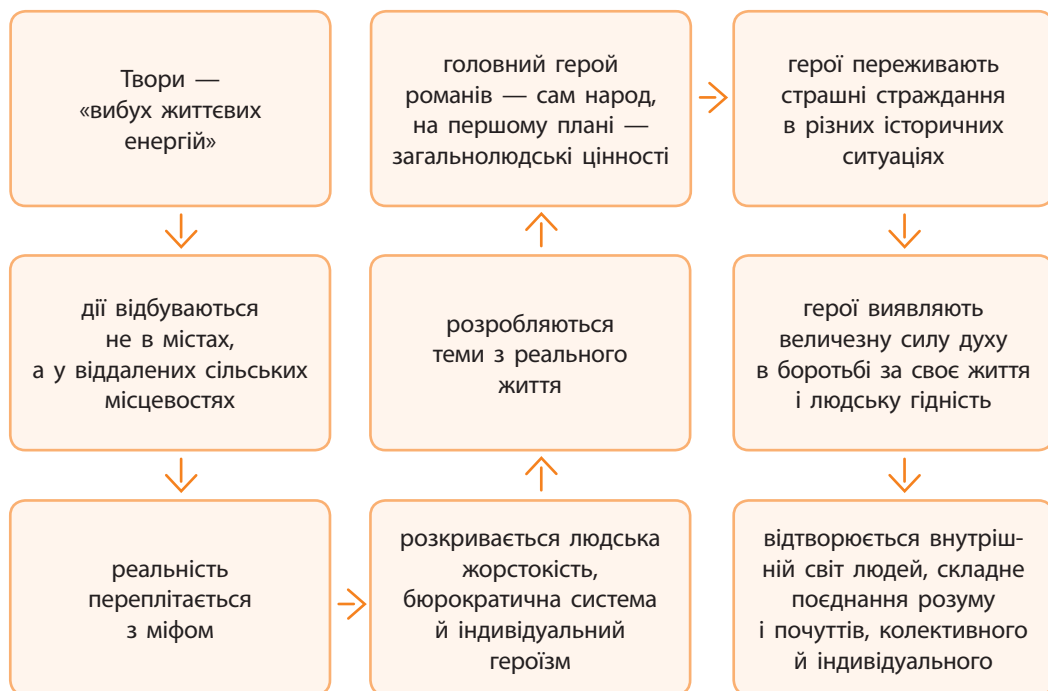 Твори —
«вибух життєвих
енергій»
дії відбуваються
не в містах,
а у віддалених сільських
місцевостях
реальність
переплітається
з міфом
розкривається людська
жорстокість,
бюрократична система
й індивідуальний
героїзм
розробляються
теми з реального
життя
головний герой
романів — сам народ,
на першому плані —
загальнолюдські цінності
герої переживають
страшні страждання
в різних історичних
ситуаціях
герої виявляють
величезну силу духу
в боротьбі за своє життя
і людську гідність
відтворюється внутріш-
ній світ людей, складне
поєднання розуму
і почуттів, колективного
й індивідуального